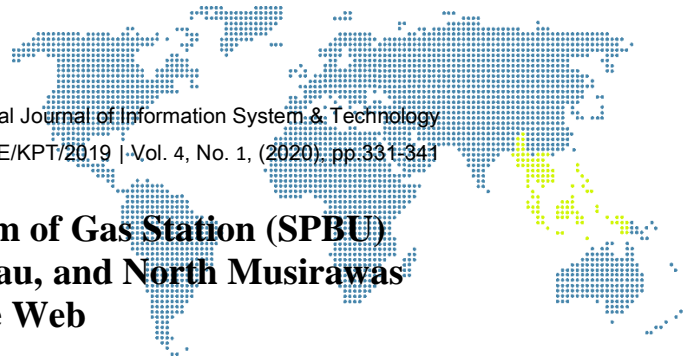 al Journal of Information System & Technology
E/KPT/2019 | Vol. 4, No. 1, (2020), pp.331-341
m of Gas Station (SPBU)
au, and North Musirawas
e Web